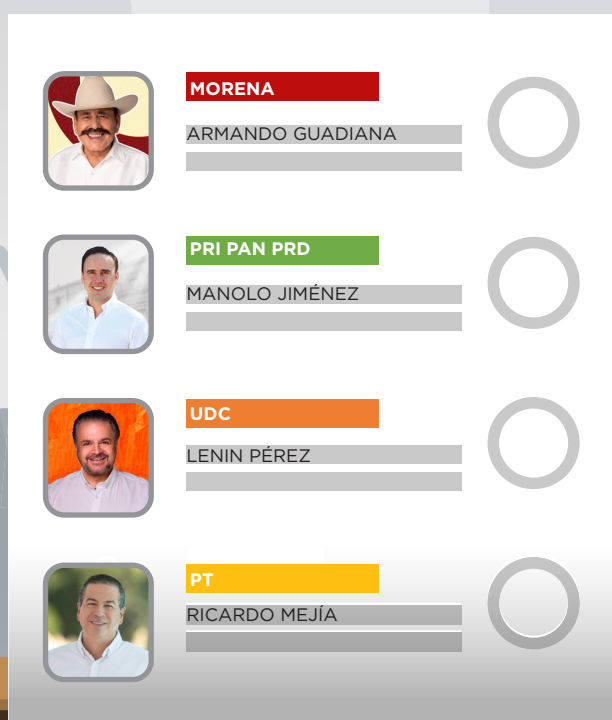 MORENA
ARMANDO GUADIANA
PRI PAN PRD
MANOLO JIMÉNEZ
UDC
LENIN PÉREZ
PT
RICARDO MEJÍA